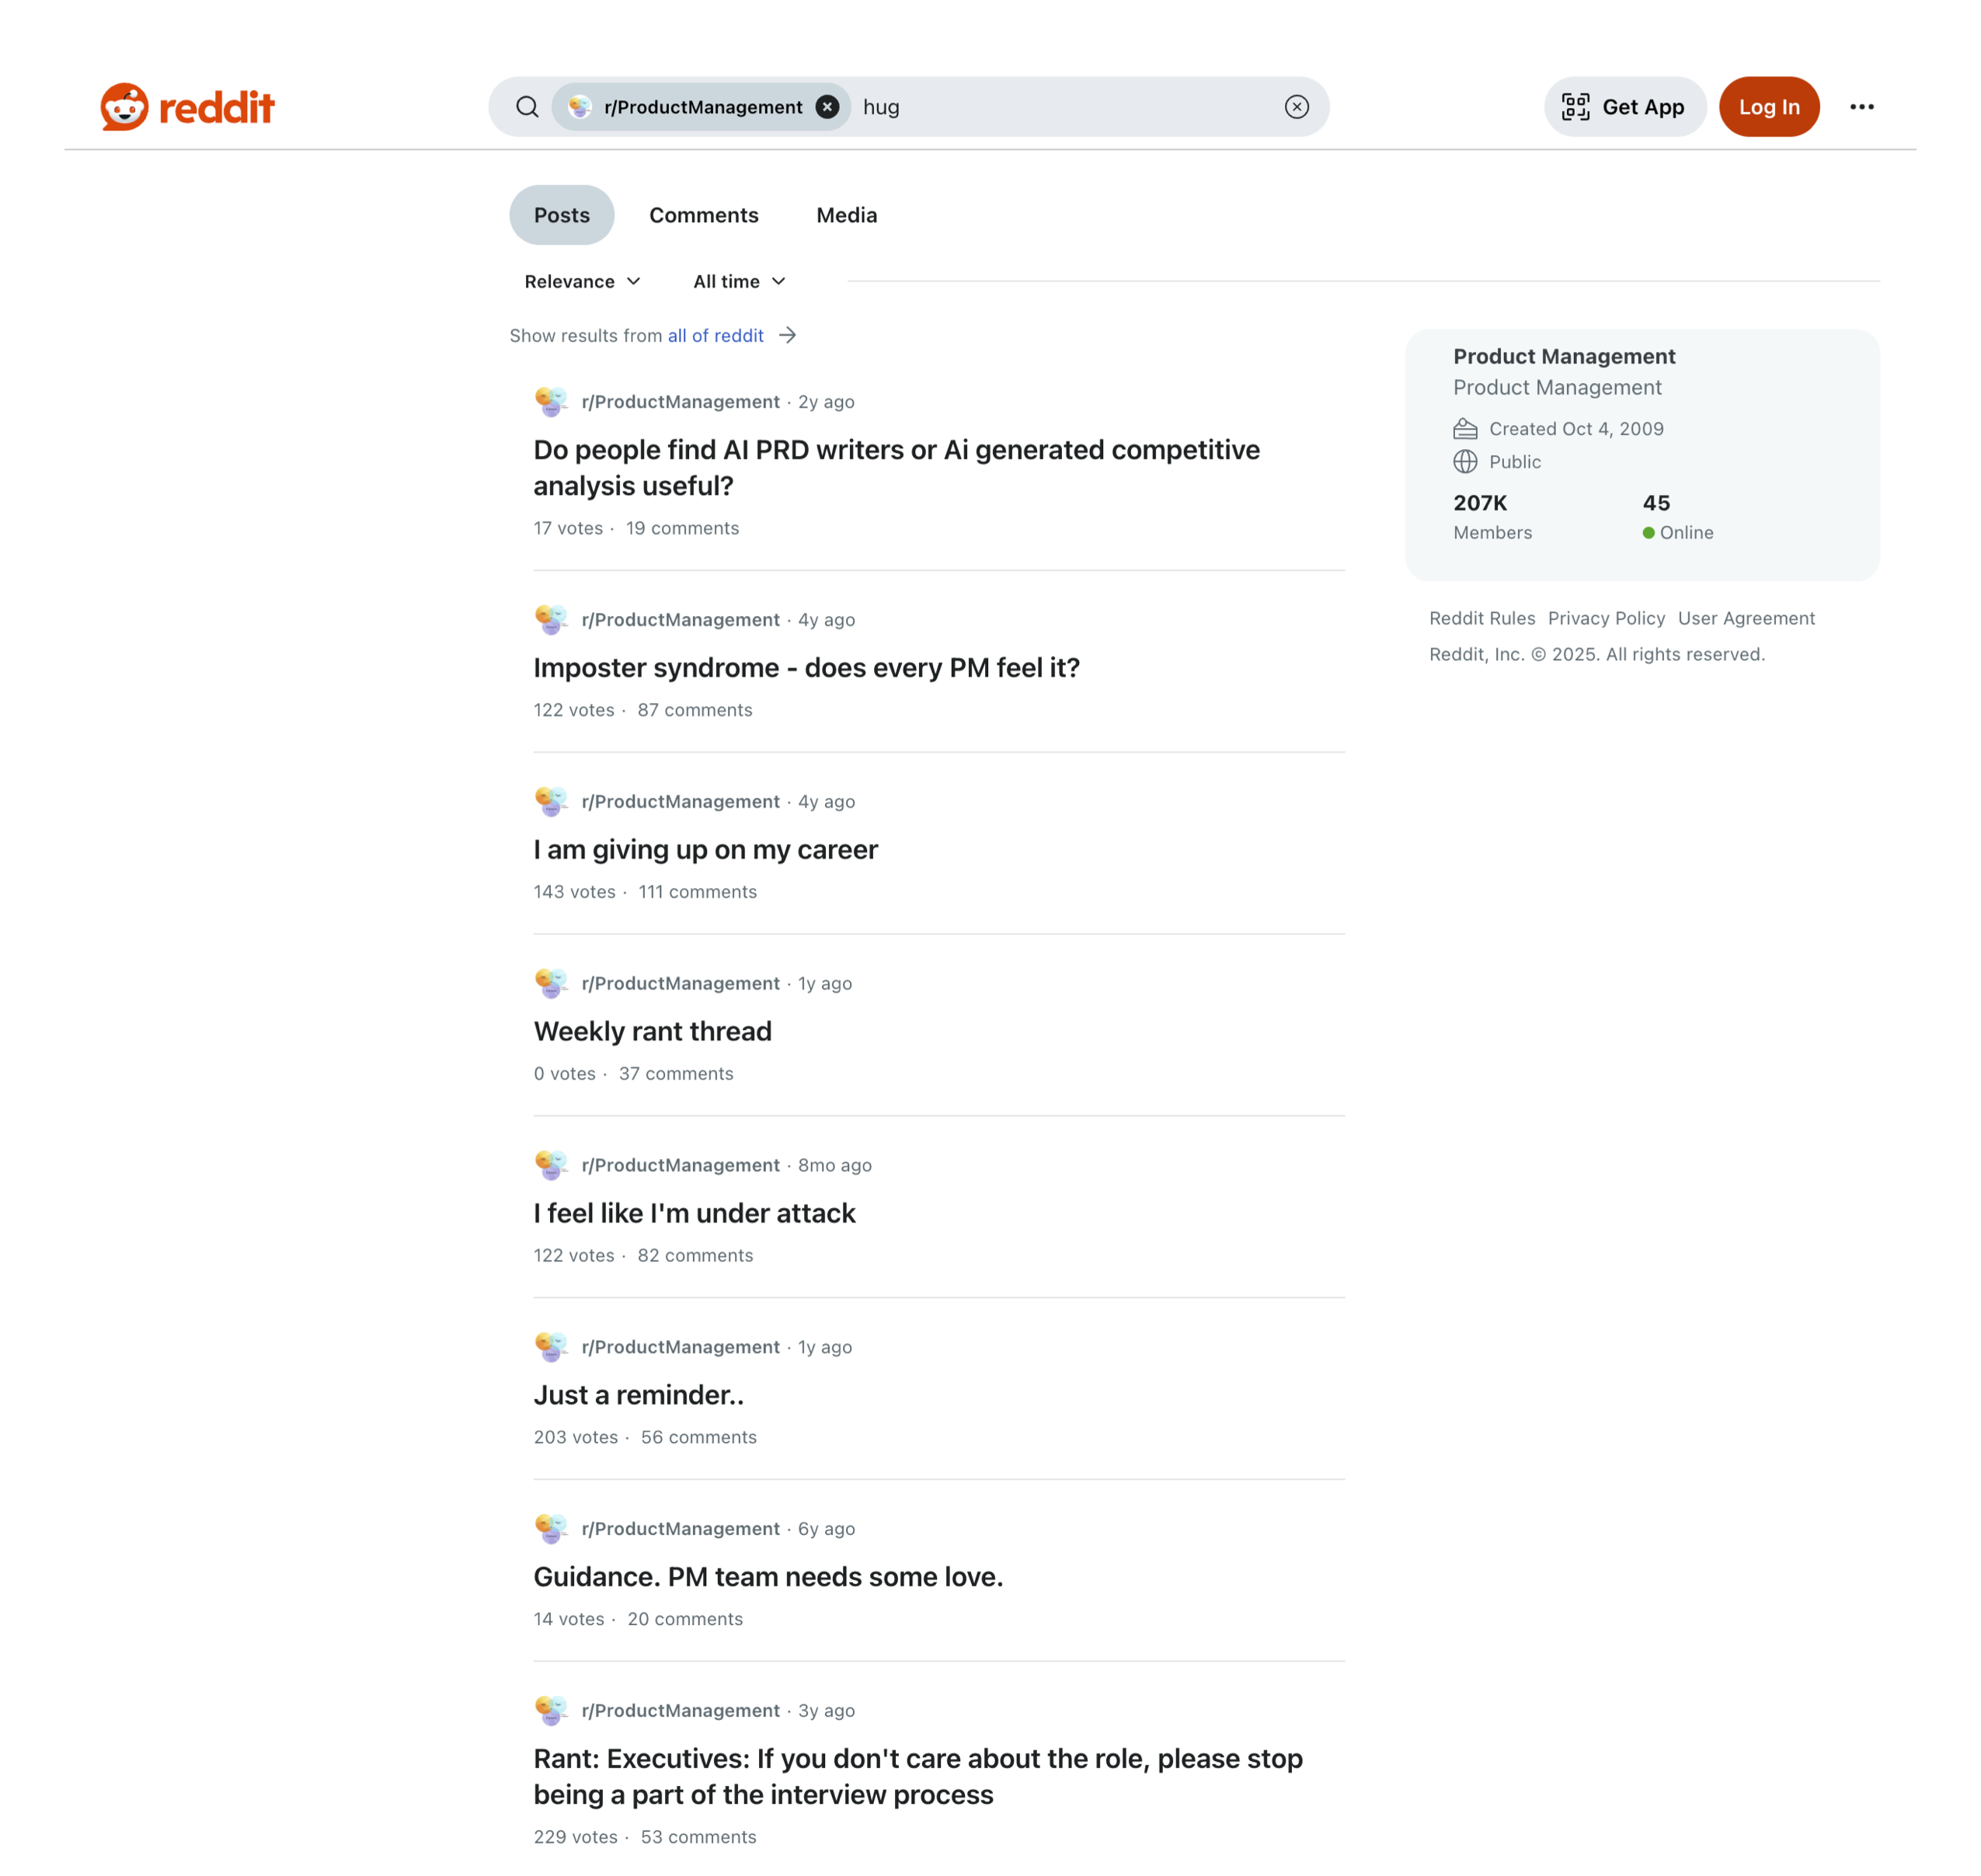 reddit
r/ProductManagement hug
Get App
Log In
Posts Comments Media
Relevance All time
Show results from all of reddit
r/ProductManagement · 2y ago
Do people find AI PRD writers or Ai generated competitive
analysis useful?
17 votes · 19 comments
r/ProductManagement · 4y ago
Imposter syndrome - does every PM feel it?
122 votes · 87 comments
r/ProductManagement · 4y ago
I am giving up on my career
143 votes · 111 comments
r/ProductManagement · 1y ago
Weekly rant thread
0 votes · 37 comments
r/ProductManagement · 8mo ago
I feel like I'm under attack
122 votes · 82 comments
r/ProductManagement · 1y ago
Just a reminder..
203 votes · 56 comments
r/ProductManagement · 6y ago
Guidance. PM team needs some love.
14 votes · 20 comments
r/ProductManagement · 3y ago
Rant: Executives: If you don't care about the role, please stop
being a part of the interview process
229 votes · 53 comments
Product Management
Product Management
Created Oct 4, 2009
Public
207K 45
Members Online
Reddit Rules Privacy Policy User Agreement
Reddit, Inc. © 2025. All rights reserved.